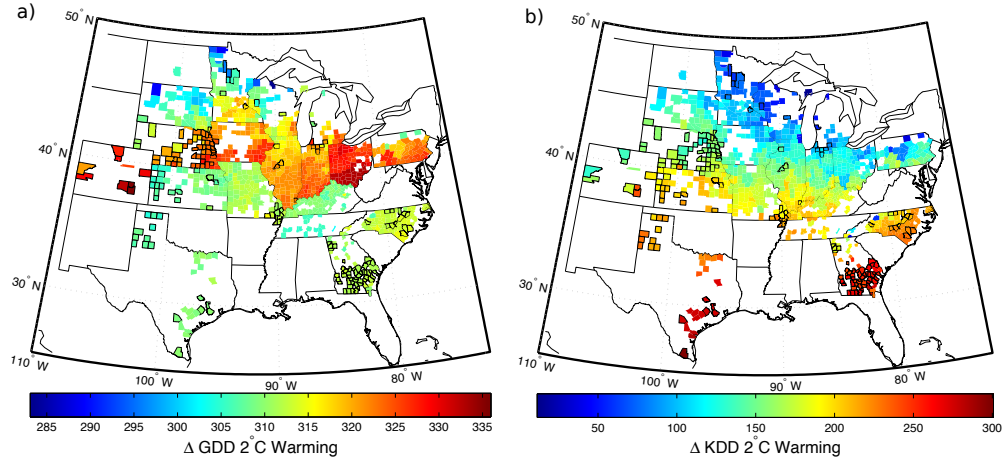 a)
50° N
40° N
30° N
110° W
100° W
90° W
80° W
285 290 295 300 305 310 315 320 325 330 335
Δ GDD 2°C Warming
b)
50° N
40° N
30° N
110° W
100° W
90° W
80° W
50 100 150 200 250 300
Δ KDD 2°C Warming